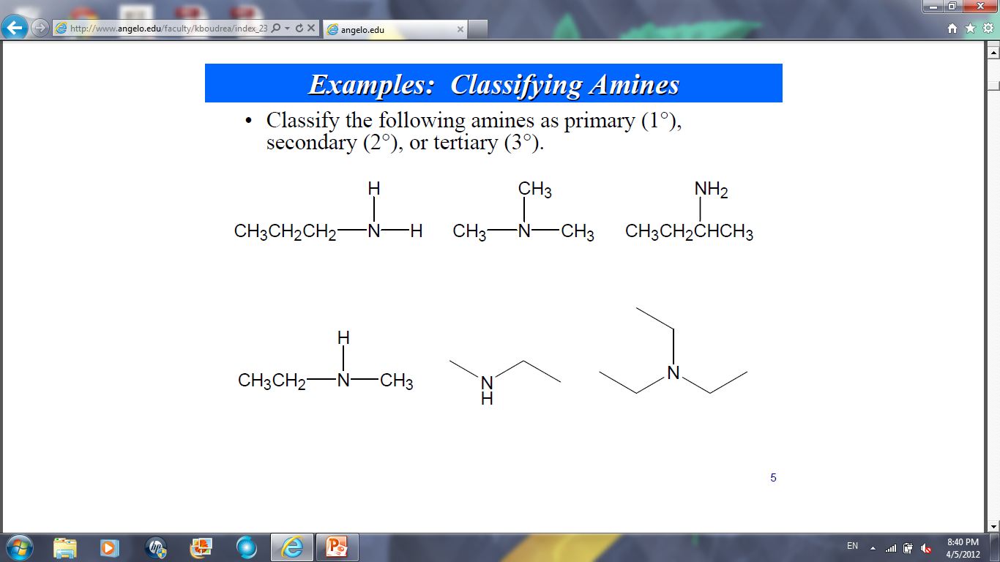 http://www.angelo.edu/faculty/kboudrea/index_23
angelo.edu
Examples: Classifying Amines
• Classify the following amines as primary (1°),
secondary (2°), or tertiary (3°).
H CH3 NH2
CH3CH2CH2 N H CH3 N CH3 CH3CH2CHCH3
H
CH3CH2 N CH3 N N
H
5
EN 8:40 PM
4/5/2012